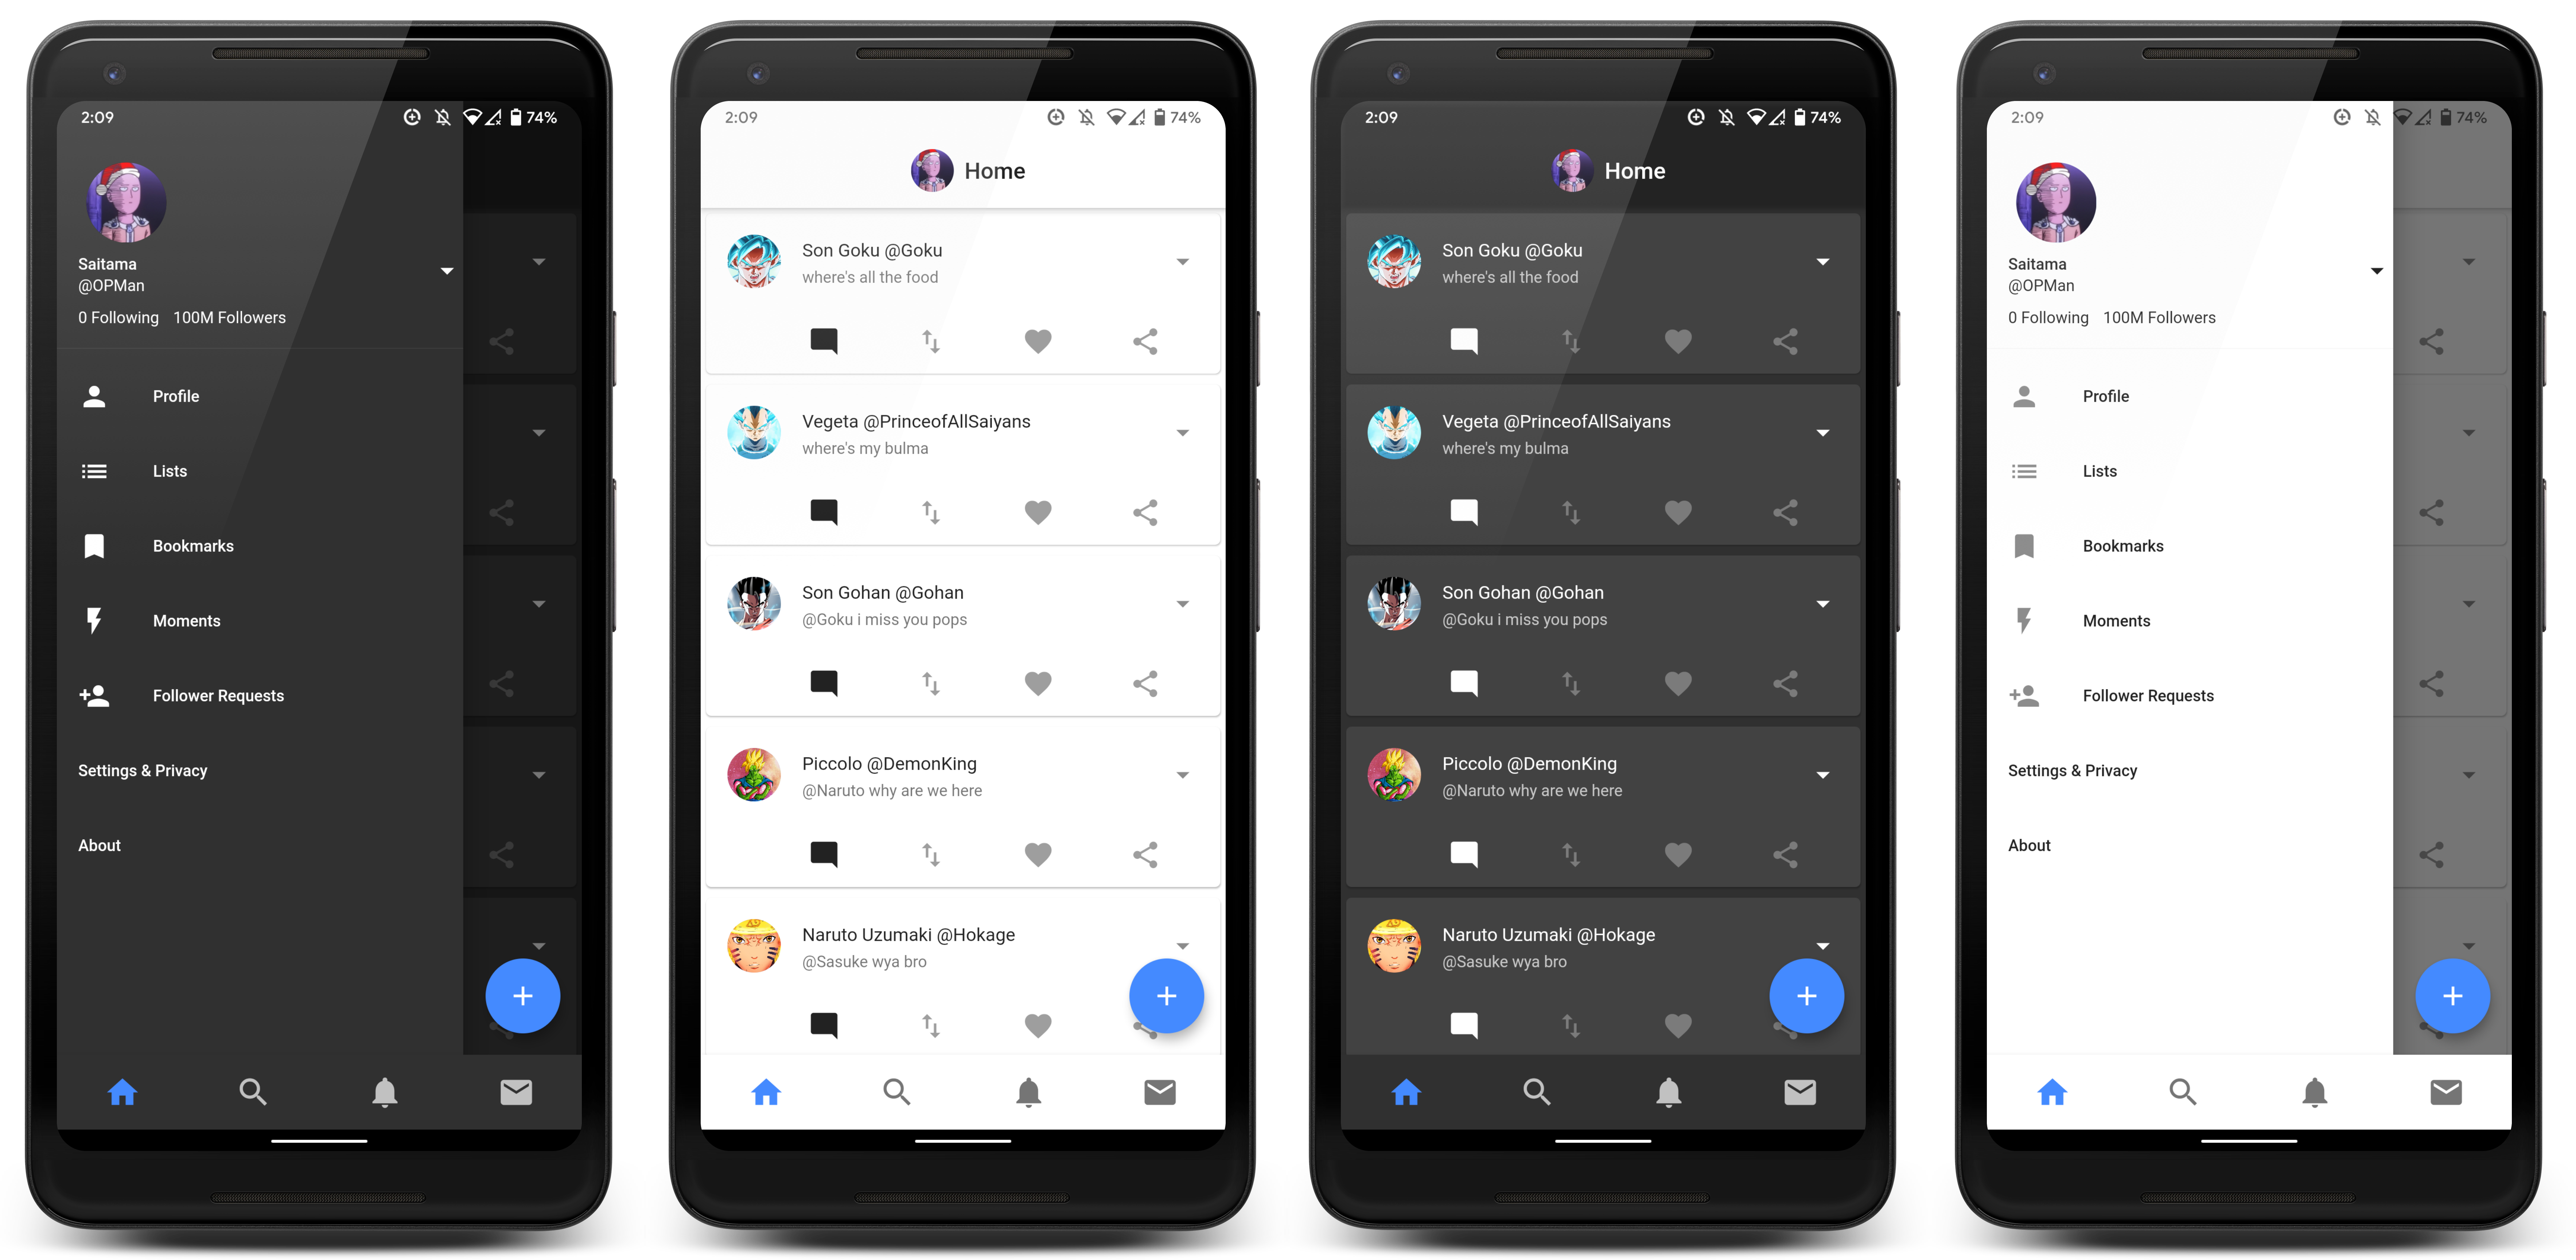 2:09
74%
Saitama
@OPMan
0 Following 100M Followers
Profile
Lists
Bookmarks
Moments
Follower Requests
Settings & Privacy
About
2:09
74%
Home
Son Goku @Goku
where's all the food
Vegeta @PrinceofAllSaiyans
where's my bulma
Son Gohan @Gohan
@Goku i miss you pops
Piccolo @DemonKing
@Naruto why are we here
Naruto Uzumaki @Hokage
@Sasuke wya bro
2:09
74%
Home
Son Goku @Goku
where's all the food
Vegeta @PrinceofAllSaiyans
where's my bulma
Son Gohan @Gohan
@Goku i miss you pops
Piccolo @DemonKing
@Naruto why are we here
Naruto Uzumaki @Hokage
@Sasuke wya bro
2:09
74%
Saitama
@OPMan
0 Following 100M Followers
Profile
Lists
Bookmarks
Moments
Follower Requests
Settings & Privacy
About